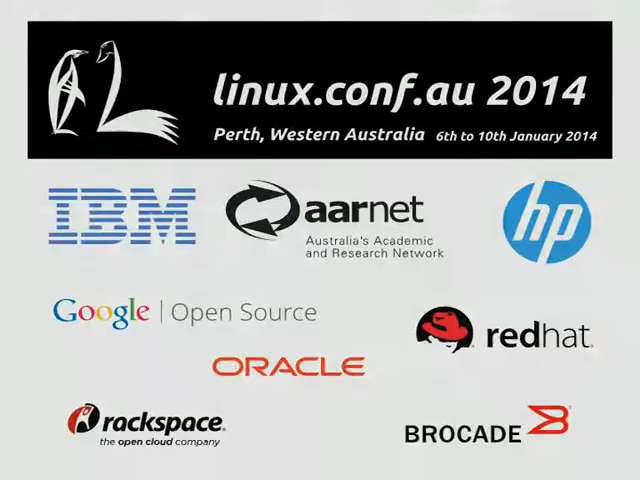 linux.conf.au 2014
Perth, Western Australia 6th to 10th January 2014
IBM
aarnet
Australia's Academic
and Research Network
hp
Google | Open Source
redhat.
ORACLE
rackspace.
the open cloud company
BROCADE